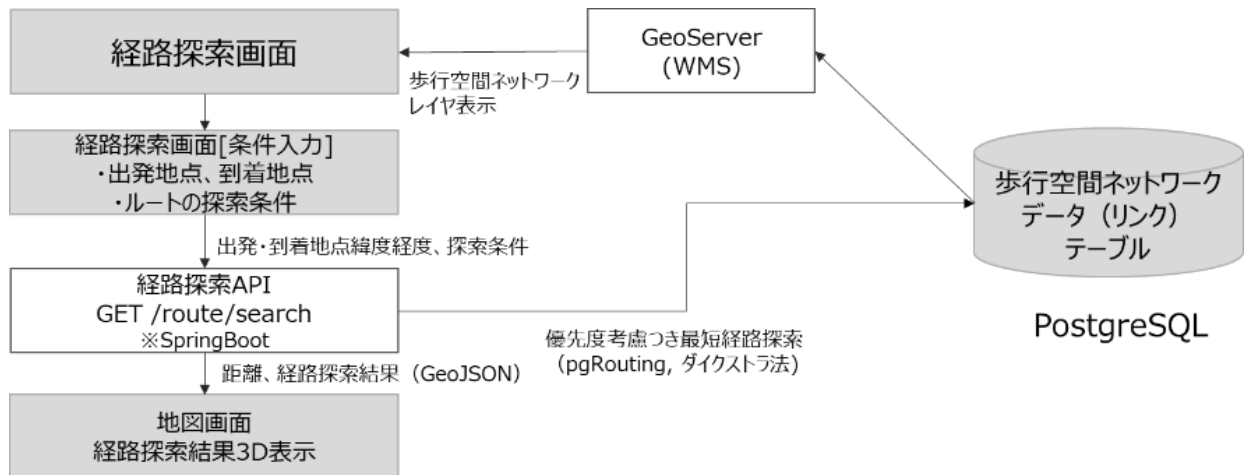 経路探索画面
GeoServer
(WMS)
歩行空間ネットワーク
レイヤ表示
経路探索画面[条件入力]
・出発地点、到着地点
・ルートの探索条件
歩行空間ネットワーク
データ（リンク）
テーブル
出発・到着地点緯度経度、探索条件
経路探索API
GET /route/search
※SpringBoot
PostgreSQL
優先度考慮つき最短経路探索
(pgRouting, ダイクストラ法)
距離、経路探索結果（GeoJSON）
地図画面
経路探索結果3D表示